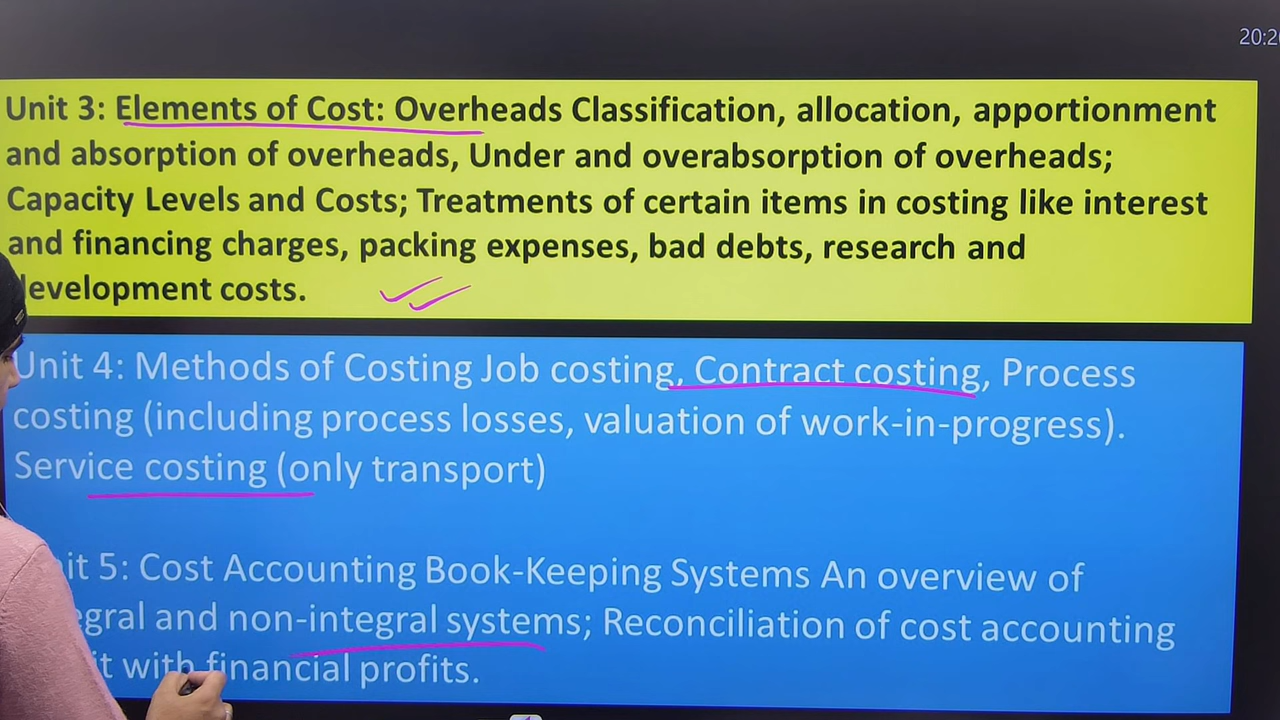 20:20
Unit 3: Elements of Cost: Overheads Classification, allocation, apportionment
and absorption of overheads, Under and overabsorption of overheads;
Capacity Levels and Costs; Treatments of certain items in costing like interest
and financing charges, packing expenses, bad debts, research and
development costs.
Unit 4: Methods of Costing Job costing, Contract costing, Process
costing (including process losses, valuation of work-in-progress).
Service costing (only transport)
it 5: Cost Accounting Book-Keeping Systems An overview of
egral and non-integral systems; Reconciliation of cost accounting
it with financial profits.